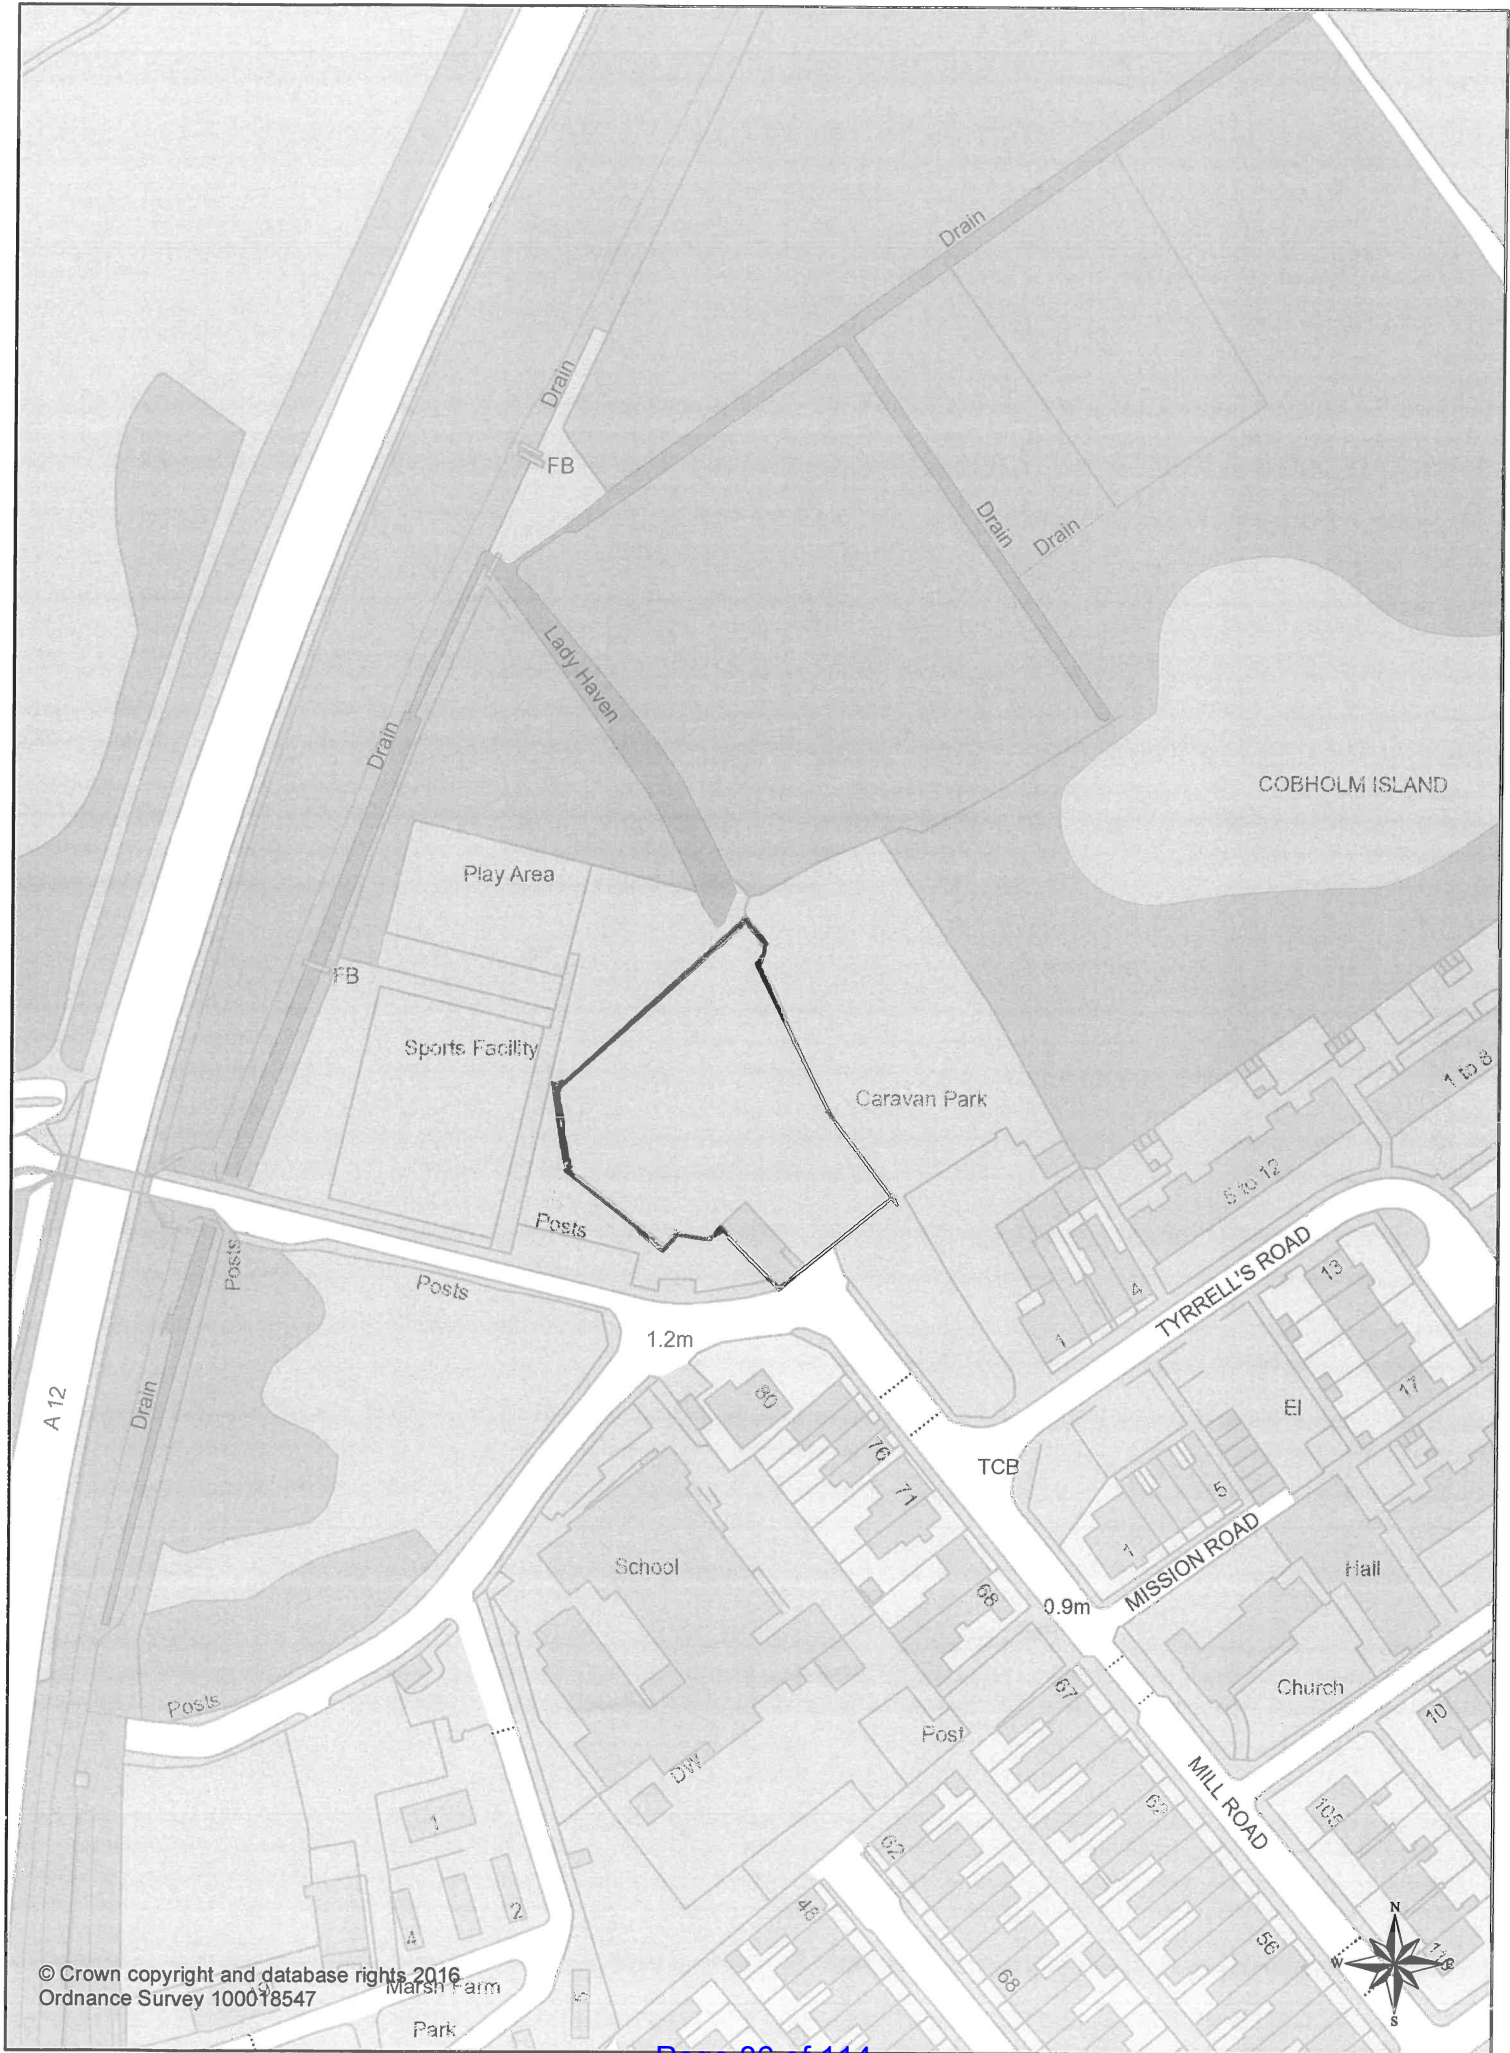 Drain
Drain
FB
Drain
Drain
Lady Haven
Drain
COBHOLM ISLAND
Play Area
FB
Sports Facility
Caravan Park
1 to 8
5 to 12
Posts
Posts
Posts
TYRRELL'S ROAD
13
4
1
1.2m
17
El
80
A 12
Drain
76
TCB
71
5
1
MISSION ROAD
School
Hall
68
0.9m
Church
67
Posts
10
Post
DW
MILL ROAD
62
105
1
62
48
2
4
56
68
N
W
E
S
© Crown copyright and database rights 2016
Ordnance Survey 100018547
9
Marsh Farm
Park
5